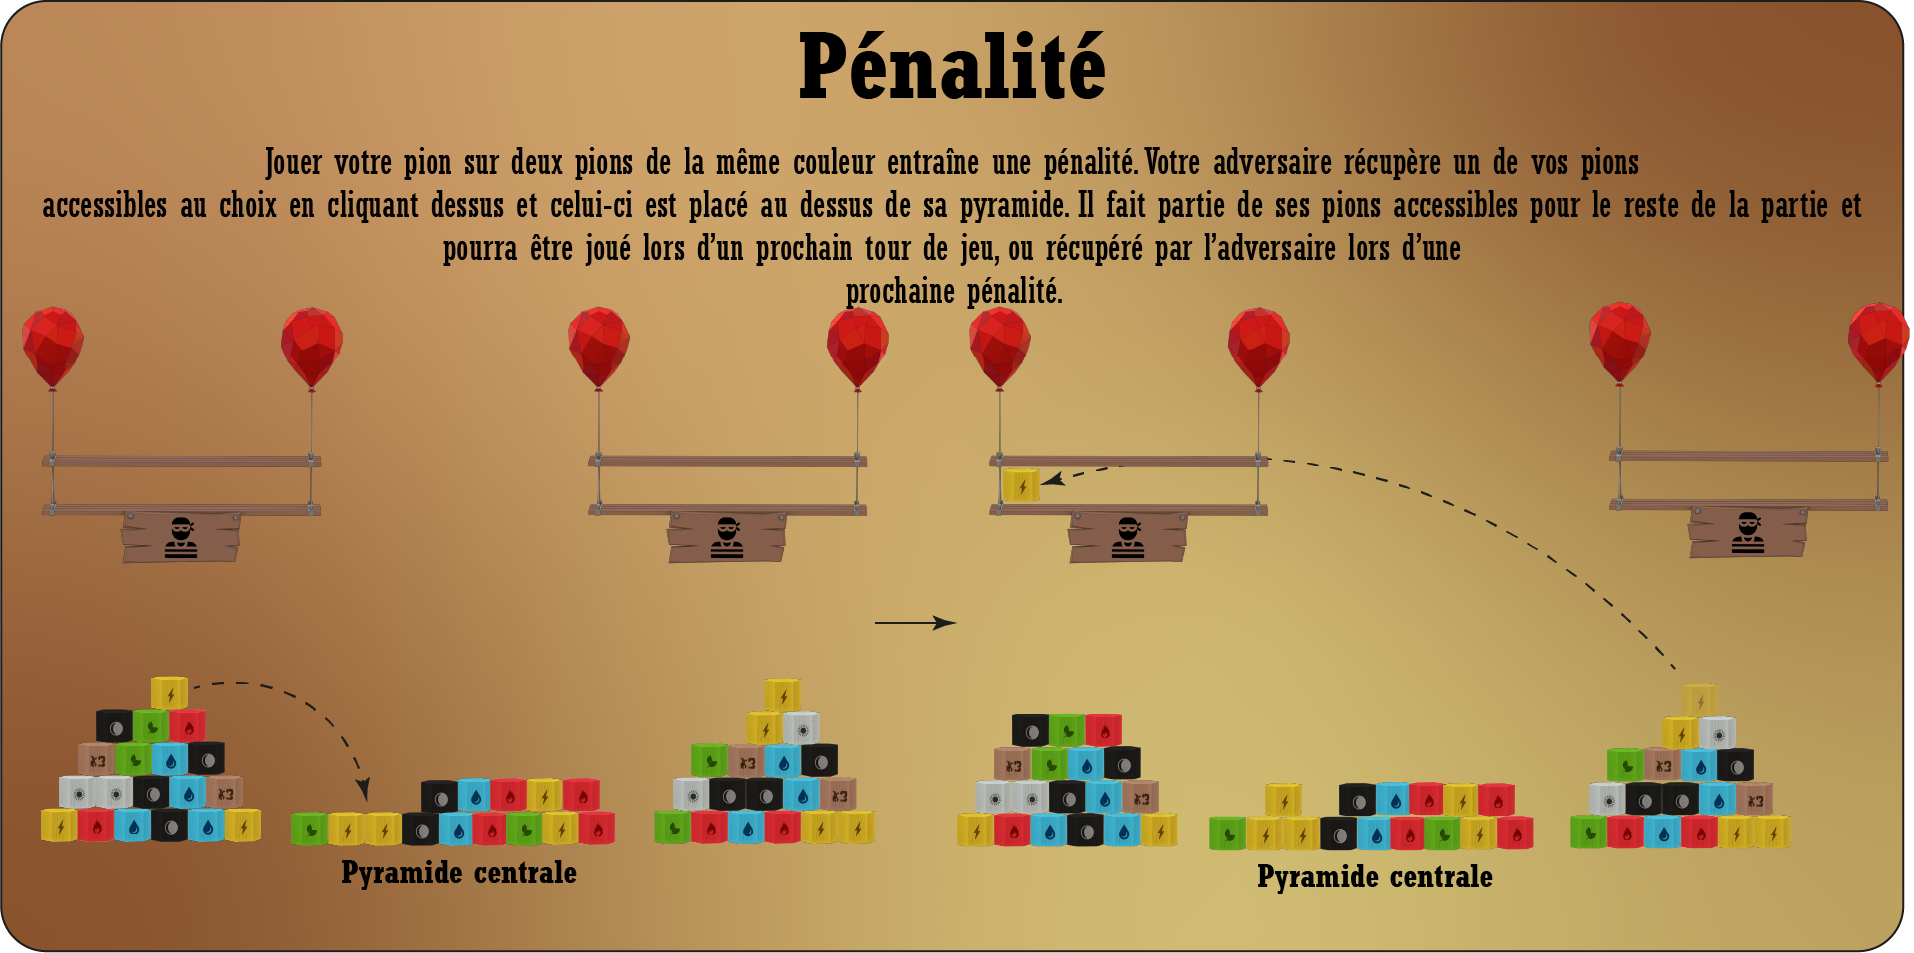 Pénalité
Jouer votre pion sur deux pions de la même couleur entraîne une pénalité. Votre adversaire récupère un de vos pions
accessibles au choix en cliquant dessus et celui-ci est placé au dessus de sa pyramide. Il fait partie de ses pions accessibles pour le reste de la partie et
pourra être joué lors d'un prochain tour de jeu, ou récupéré par l'adversaire lors d'une
prochaine pénalité.
x3
x3
x3
x3
x3
x3
x3
x3
Pyramide centrale
Pyramide centrale